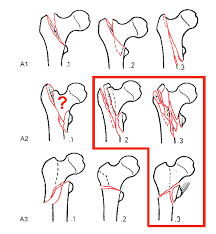 A1 .1 .2 .3
A2 ? .1 .2 .3
A3 .1 .2 .3